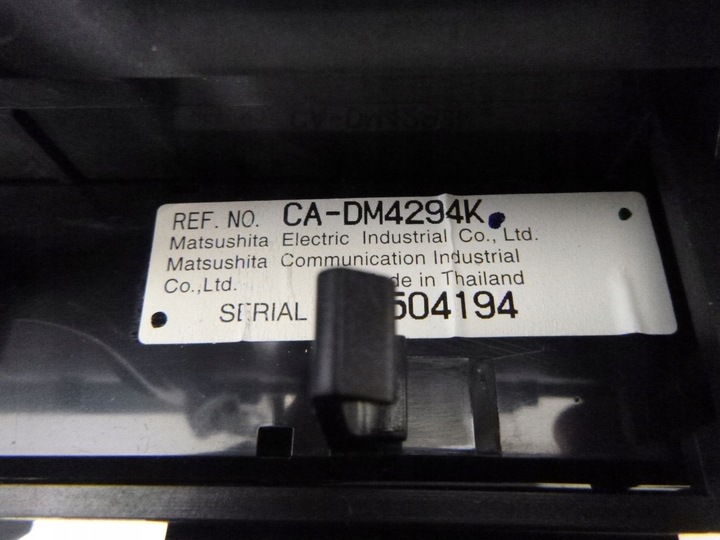 REF. NO. CA-DM4294K
Matsushita Electric Industrial Co., Ltd.
Matsushita Communication Industrial
Co.,Ltd. de in Thailand
SERIAL 504194